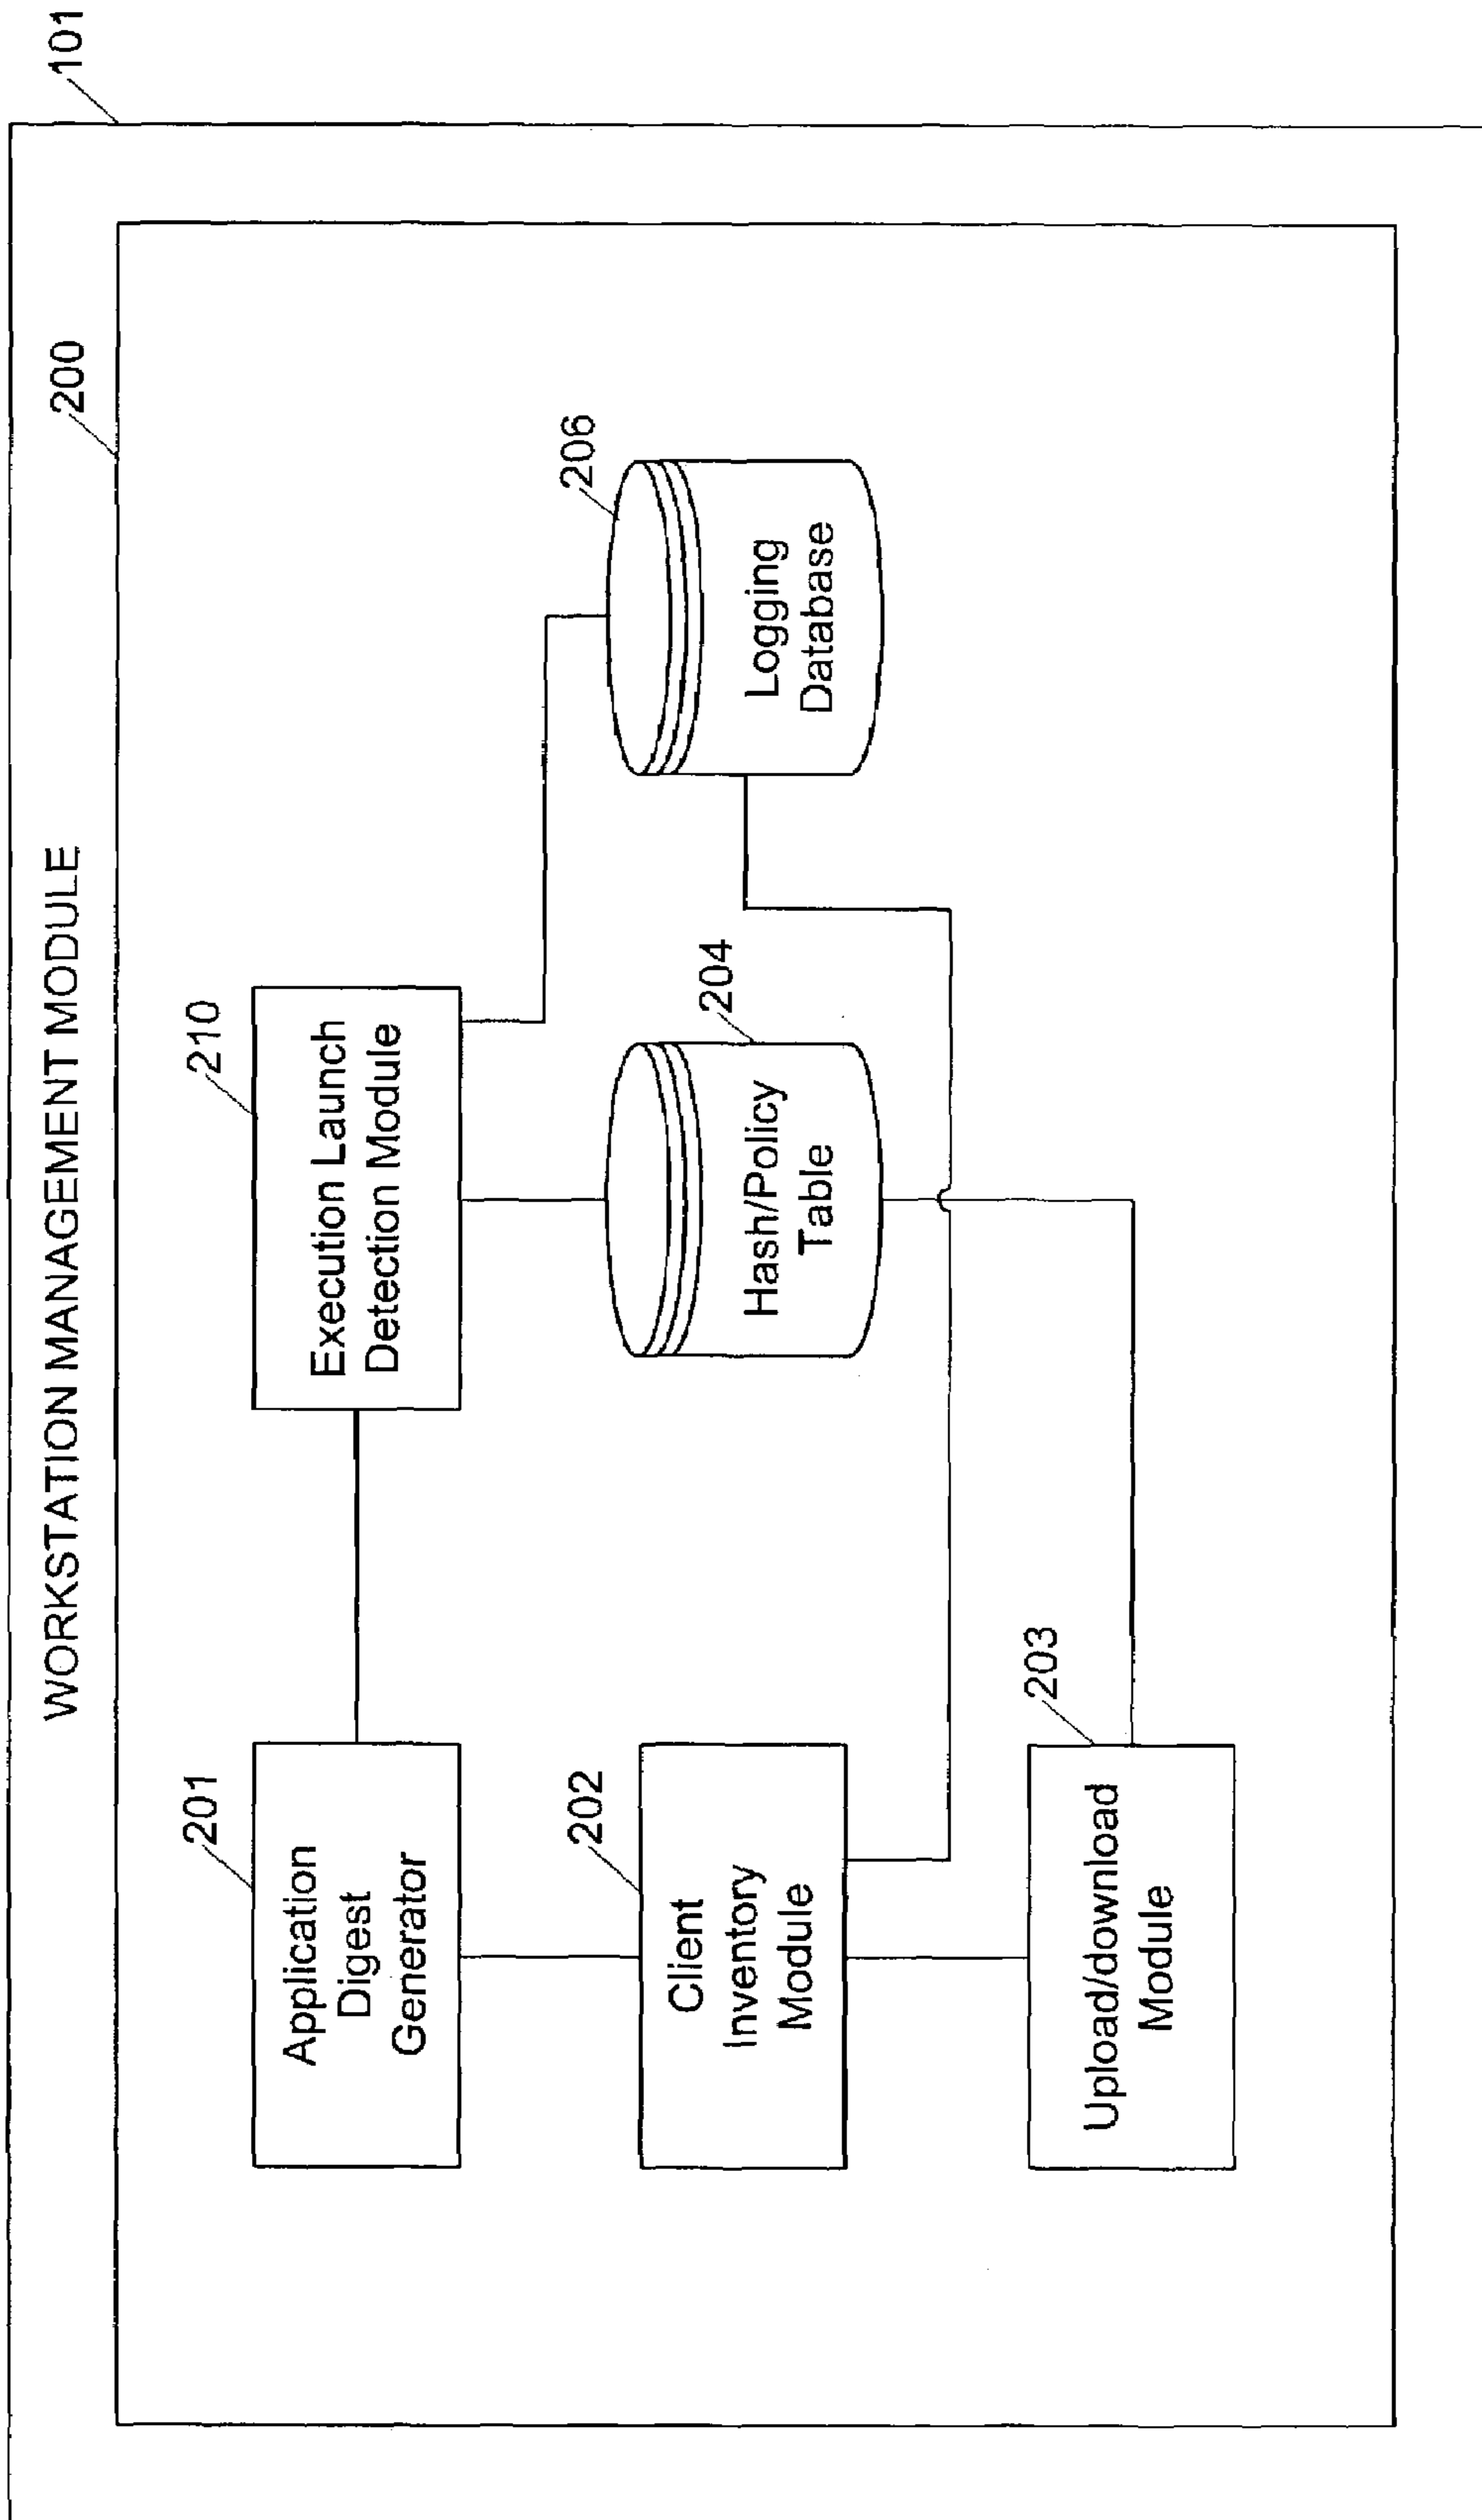 101
WORKSTATION MANAGEMENT MODULE
200
201
Application
Digest
Generator
210
Execution Launch
Detection Module
202
Client
Inventory
Module
204
Hash/Policy
Table
206
Logging
Database
203
Upload/download
Module